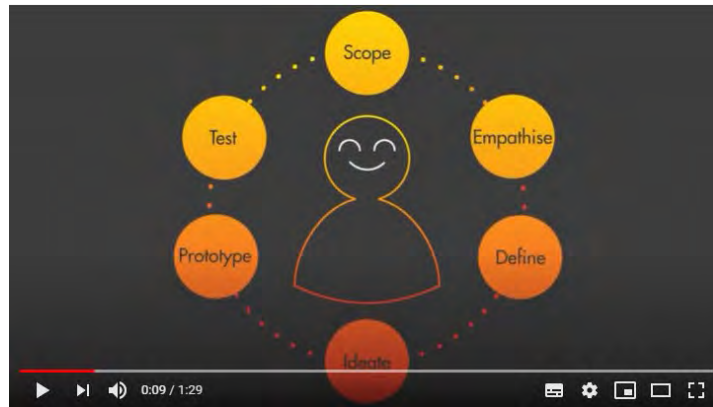 Scope
Test
Empathise
Prototype
Define
Ideate
0:09 / 1:29